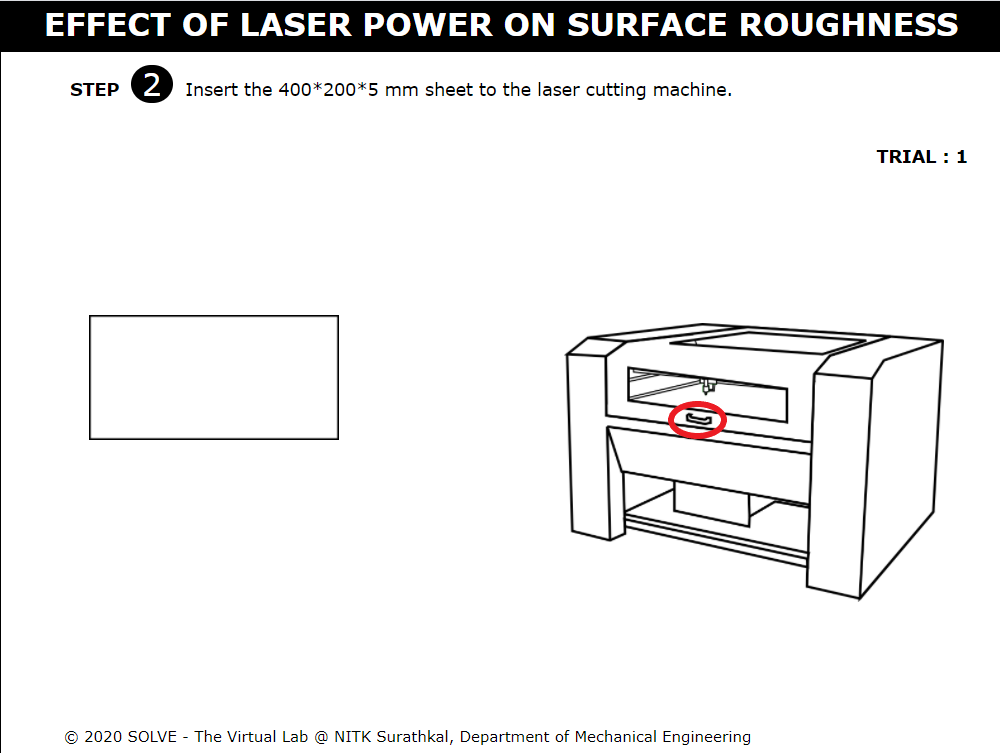 EFFECT OF LASER POWER ON SURFACE ROUGHNESS
STEP 2 Insert the 400*200*5 mm sheet to the laser cutting machine.
TRIAL : 1
© 2020 SOLVE - The Virtual Lab @ NITK Surathkal, Department of Mechanical Engineering